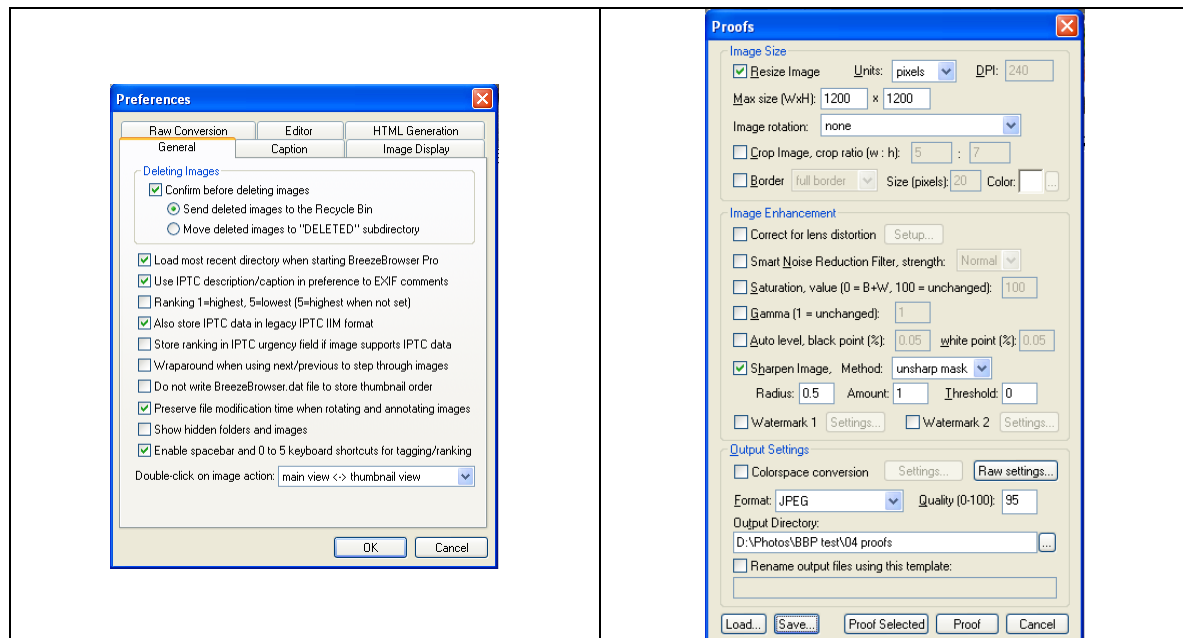 Preferences
Raw Conversion Editor HTML Generation
General Caption Image Display
Deleting Images
Confirm before deleting images
Send deleted images to the Recycle Bin
Move deleted images to "DELETED" subdirectory
Load most recent directory when starting BreezeBrowser Pro
Use IPTC description/caption in preference to EXIF comments
Ranking 1=highest, 5=lowest (5=highest when not set)
Also store IPTC data in legacy IPTC IIM format
Store ranking in IPTC urgency field if image supports IPTC data
Wraparound when using next/previous to step through images
Do not write BreezeBrowser.dat file to store thumbnail order
Preserve file modification time when rotating and annotating images
Show hidden folders and images
Enable spacebar and 0 to 5 keyboard shortcuts for tagging/ranking
Double-click on image action: main view <-> thumbnail view
OK Cancel
Proofs
Image Size
Resize Image Units: pixels DPI: 240
Max size (WxH): 1200 x 1200
Image rotation: none
Crop Image, crop ratio (w : h): 5 : 7
Border full border Size (pixels): 20 Color: ...
Image Enhancement
Correct for lens distortion Setup...
Smart Noise Reduction Filter, strength: Normal
Saturation, value (0 = B+W, 100 = unchanged): 100
Gamma (1 = unchanged): 1
Auto level, black point (%): 0.05 white point (%): 0.05
Sharpen Image, Method: unsharp mask
Radius: 0.5 Amount: 1 Threshold: 0
Watermark 1 Settings... Watermark 2 Settings...
Output Settings
Colorspace conversion Settings... Raw settings...
Format: JPEG Quality (0-100): 95
Output Directory:
D:\Photos\BBP test\04 proofs ...
Rename output files using this template:
Load... Save... Proof Selected Proof Cancel